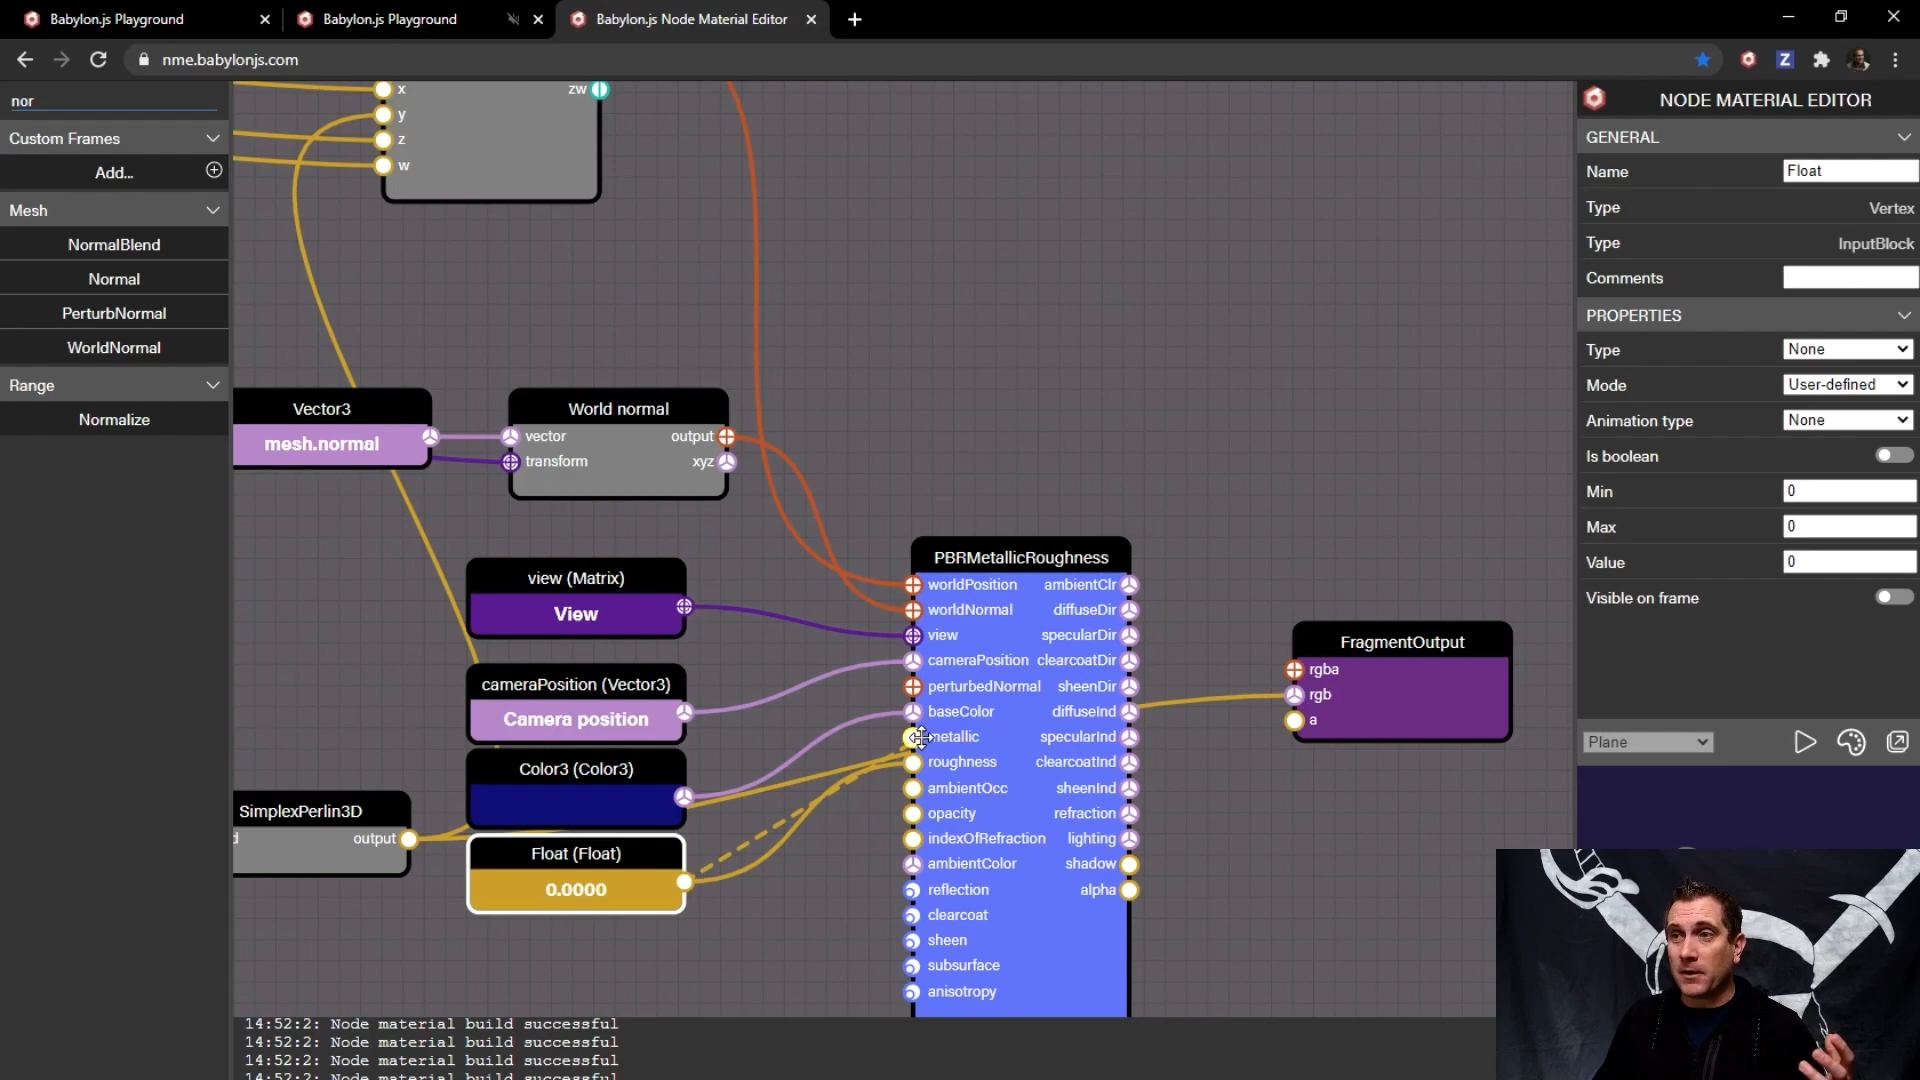 Babylon.js Playground
Babylon.js Playground
Babylon.js Node Material Editor
nme.babylonjs.com
Z
nor
Custom Frames
Add...
Mesh
NormalBlend
Normal
PerturbNormal
WorldNormal
Range
Normalize
x
y
z
w
zw
Vector3
mesh.normal
World normal
vector
output
transform
xyz
view (Matrix)
View
cameraPosition (Vector3)
Camera position
Color3 (Color3)
SimplexPerlin3D
d
output
Float (Float)
0.0000
PBRMetallicRoughness
worldPosition
ambientClr
worldNormal
diffuseDir
view
specularDir
cameraPosition
clearcoatDir
perturbedNormal
sheenDir
baseColor
diffuseInd
metallic
specularInd
roughness
clearcoatInd
ambientOcc
sheenInd
opacity
refraction
indexOfRefraction
lighting
ambientColor
shadow
reflection
alpha
clearcoat
sheen
subsurface
anisotropy
FragmentOutput
rgba
rgb
a
14:52:2: Node material build successful
14:52:2: Node material build successful
14:52:2: Node material build successful
14:52:2: Node material build successful
NODE MATERIAL EDITOR
GENERAL
Name
Float
Type
Vertex
Type
InputBlock
Comments
PROPERTIES
Type
None
Mode
User-defined
Animation type
None
Is boolean
Min
0
Max
0
Value
0
Visible on frame
Plane